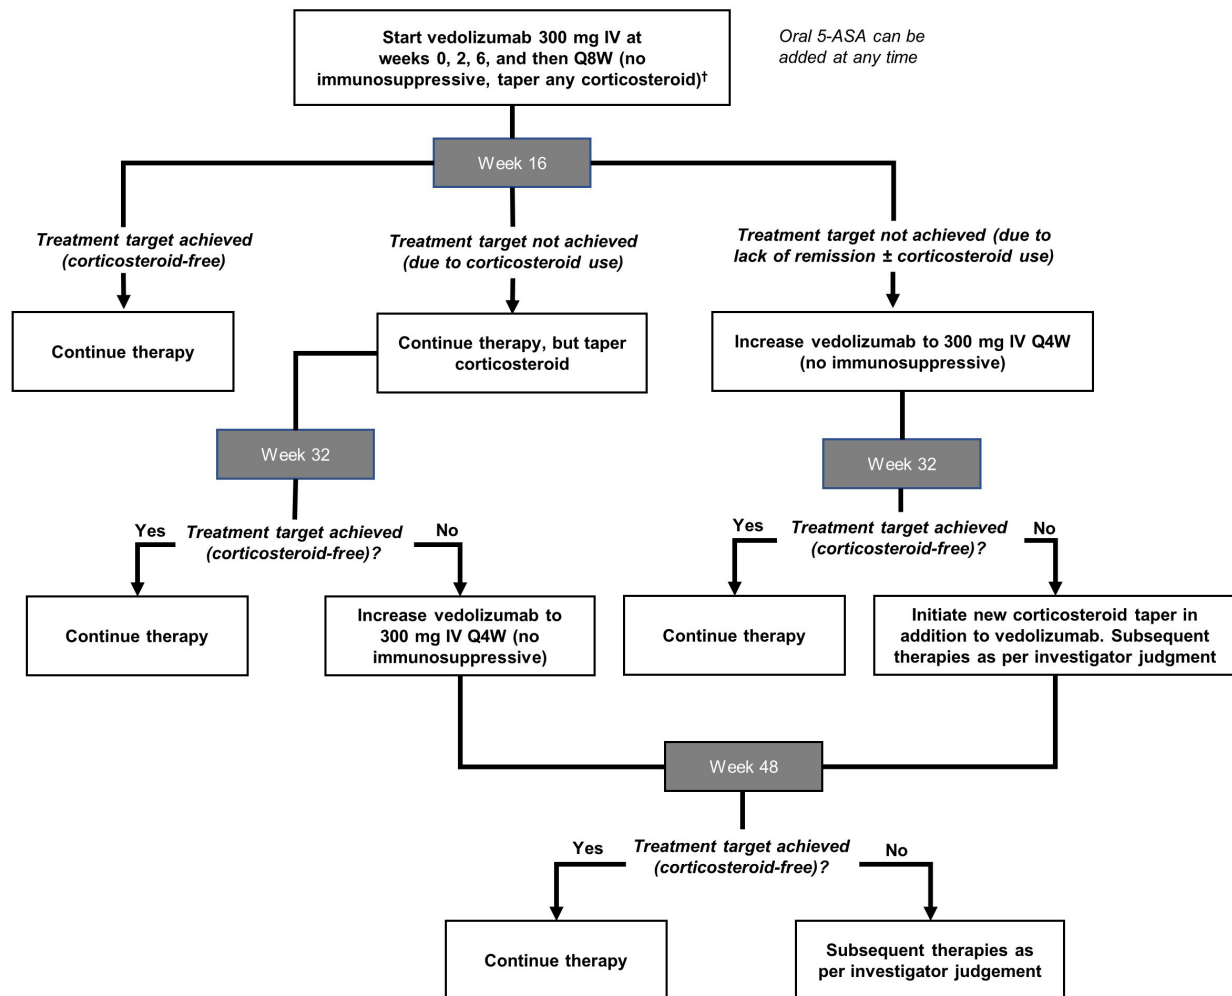 Start vedolizumab 300 mg IV at
weeks 0, 2, 6, and then Q8W (no
immunosuppressive, taper any corticosteroid)†
Oral 5-ASA can be
added at any time
Week 16
Treatment target achieved
(corticosteroid-free)
Treatment target not achieved
(due to corticosteroid use)
Treatment target not achieved (due to
lack of remission ± corticosteroid use)
Continue therapy
Continue therapy, but taper
corticosteroid
Increase vedolizumab to 300 mg IV Q4W
(no immunosuppressive)
Week 32
Week 32
Yes
Treatment target achieved
(corticosteroid-free)?
No
Yes
Treatment target achieved
(corticosteroid-free)?
No
Continue therapy
Increase vedolizumab to
300 mg IV Q4W (no
immunosuppressive)
Continue therapy
Initiate new corticosteroid taper in
addition to vedolizumab. Subsequent
therapies as per investigator judgment
Week 48
Yes
Treatment target achieved
(corticosteroid-free)?
No
Continue therapy
Subsequent therapies as
per investigator judgement